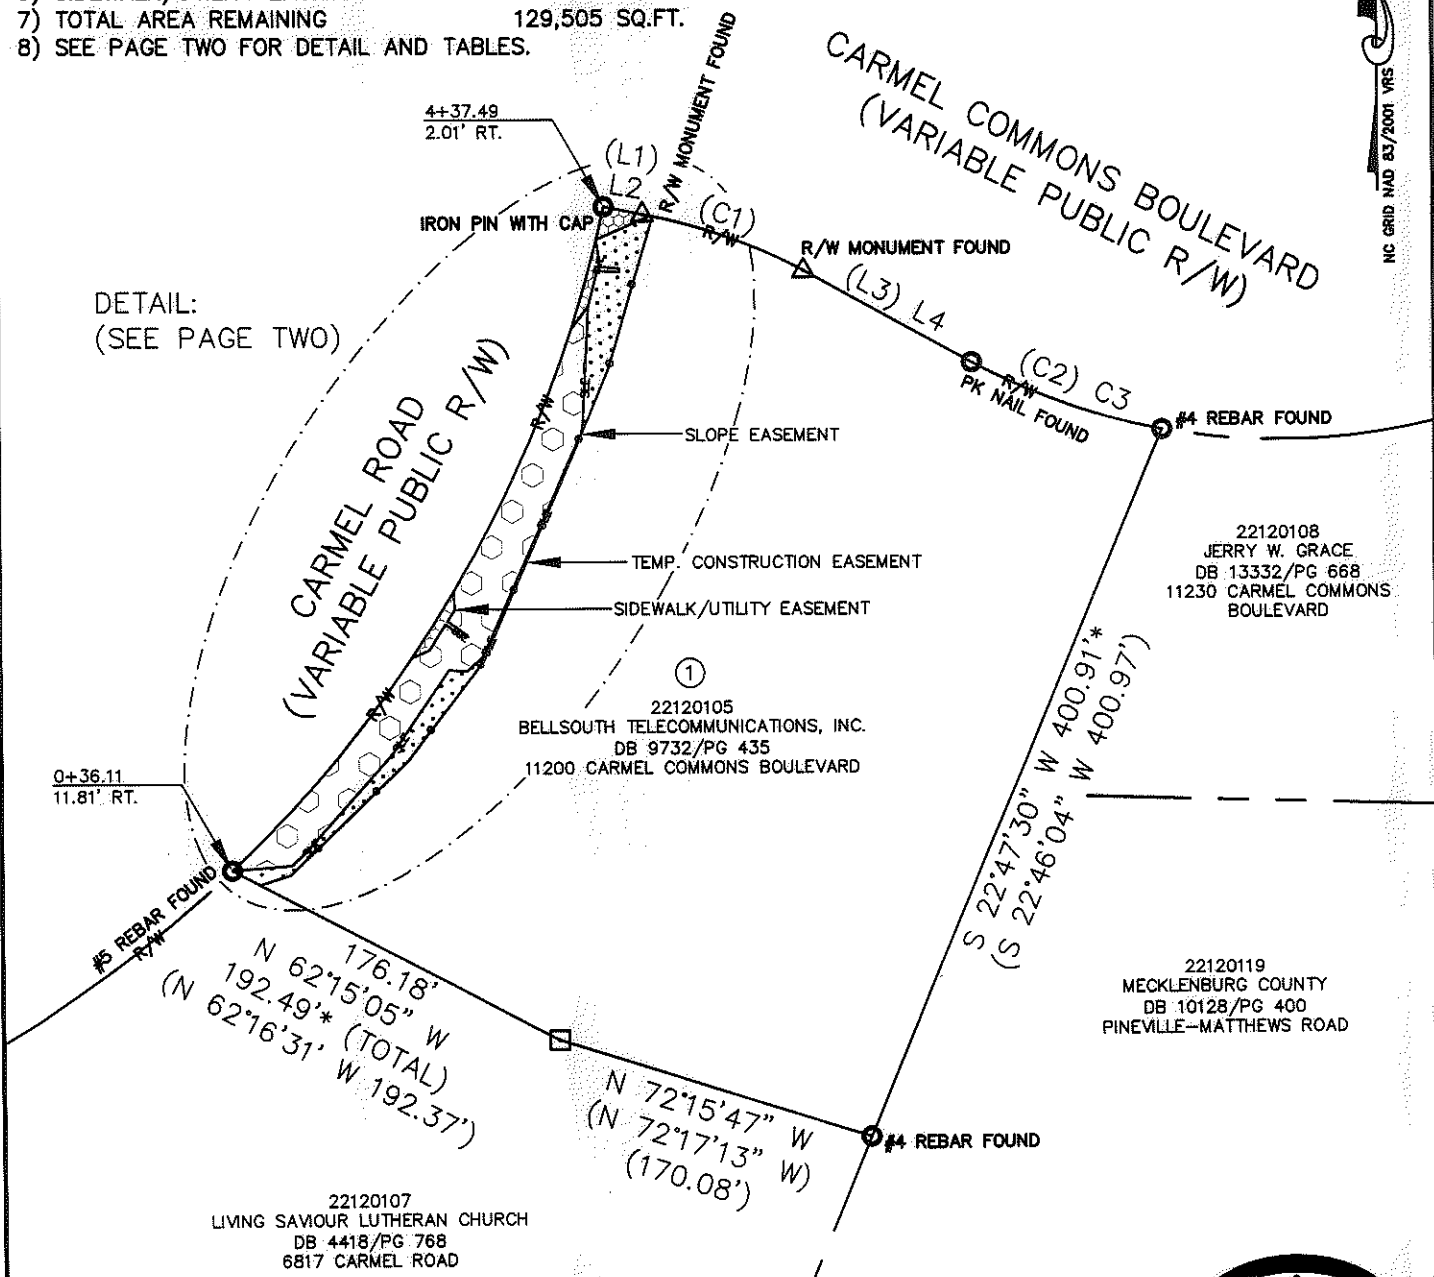 7) TOTAL AREA REMAINING 129,505 SQ.FT.
8) SEE PAGE TWO FOR DETAIL AND TABLES.
NC GRID NAD 83/2001 VRS
CARMEL COMMONS BOULEVARD
(VARIABLE PUBLIC R/W)
4+37.49
2.01' RT.
(L1)
L2
R/W MONUMENT FOUND
IRON PIN WITH CAP
(C1)
R/W
R/W MONUMENT FOUND
(L3) L4
(C2) C3
R/W
PK NAIL FOUND
#4 REBAR FOUND
DETAIL:
(SEE PAGE TWO)
CARMEL ROAD
(VARIABLE PUBLIC R/W)
R/W
SLOPE EASEMENT
TEMP. CONSTRUCTION EASEMENT
SIDEWALK/UTILITY EASEMENT
R/W
1
22120105
BELLSOUTH TELECOMMUNICATIONS, INC.
DB 9732/PG 435
11200 CARMEL COMMONS BOULEVARD
22120108
JERRY W. GRACE
DB 13332/PG 668
11230 CARMEL COMMONS
BOULEVARD
S 22°47'30" W 400.91'*
(S 22°46'04" W 400.97')
0+36.11
11.81' RT.
#5 REBAR FOUND
R/W
176.18'
N 62°15'05" W
192.49'* (TOTAL)
(N 62°16'31' W 192.37')
N 72°15'47" W
(N 72°17'13" W)
(170.08')
#4 REBAR FOUND
22120119
MECKLENBURG COUNTY
DB 10128/PG 400
PINEVILLE-MATTHEWS ROAD
22120107
LIVING SAVIOUR LUTHERAN CHURCH
DB 4418/PG 768
6817 CARMEL ROAD